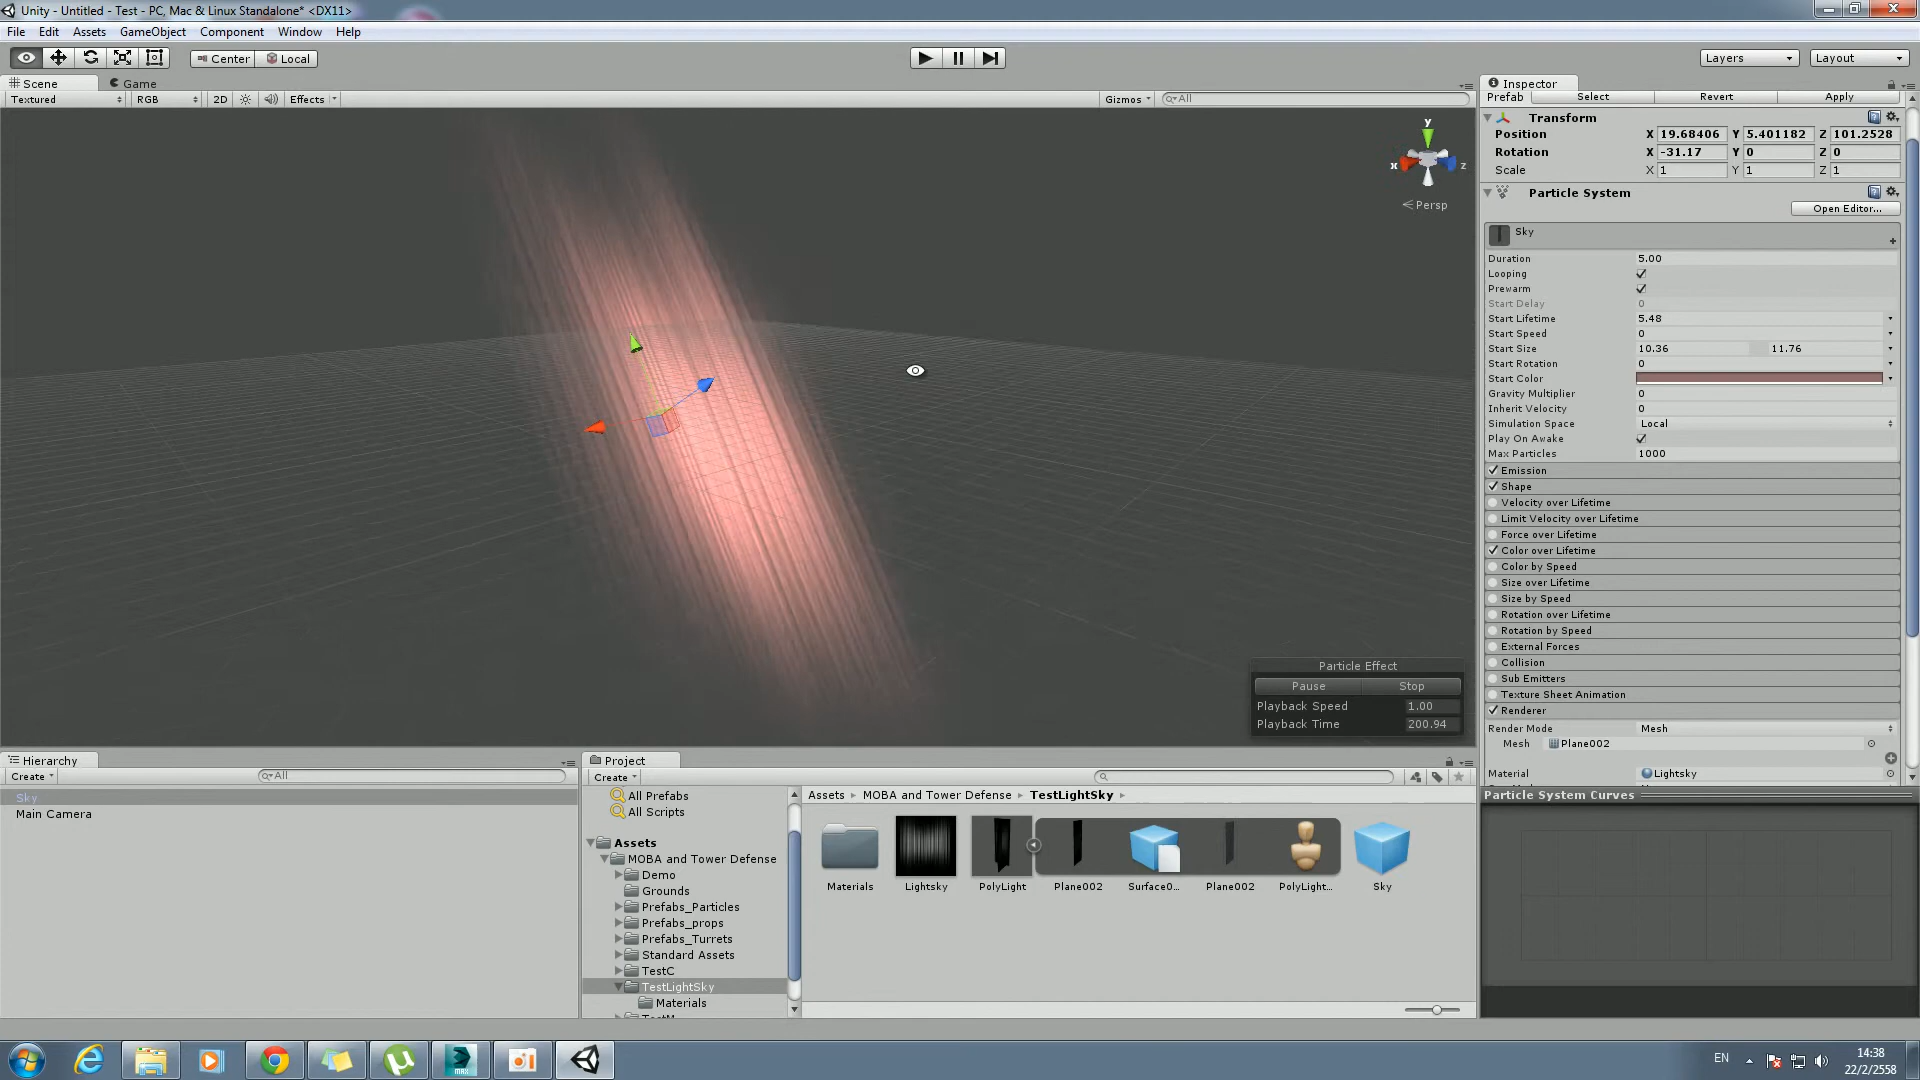 Unity - Untitled - Test - PC, Mac & Linux Standalone* <DX11>
File Edit Assets GameObject Component Window Help
Center Local Layers Layout
Scene Game
Textured RGB 2D Effects Gizmos All
y
x z
Persp
Particle Effect
Pause Stop
Playback Speed 1.00
Playback Time 200.94
Inspector
Prefab Select Revert Apply
Transform
Position X 19.68406 Y 5.401182 Z 101.2528
Rotation X -31.17 Y 0 Z 0
Scale X 1 Y 1 Z 1
Particle System
Open Editor...
Sky
Duration 5.00
Looping
Prewarm
Start Delay 0
Start Lifetime 5.48
Start Speed 0
Start Size 10.36 11.76
Start Rotation 0
Start Color
Gravity Multiplier 0
Inherit Velocity 0
Simulation Space Local
Play On Awake
Max Particles 1000
Emission
Shape
Velocity over Lifetime
Limit Velocity over Lifetime
Force over Lifetime
Color over Lifetime
Color by Speed
Size over Lifetime
Size by Speed
Rotation over Lifetime
Rotation by Speed
External Forces
Collision
Sub Emitters
Texture Sheet Animation
Renderer
Render Mode Mesh
Mesh Plane002
Material Lightsky
Particle System Curves
Hierarchy
Create All
Sky
Main Camera
Project
Create
All Prefabs
All Scripts
Assets
MOBA and Tower Defense
Demo
Grounds
Prefabs_Particles
Prefabs_props
Prefabs_Turrets
Standard Assets
TestC
TestLightSky
Materials
Assets MOBA and Tower Defense TestLightSky
Materials Lightsky PolyLight Plane002 Surface0... Plane002 PolyLight... Sky
MAX
EN
14:38
22/2/2558